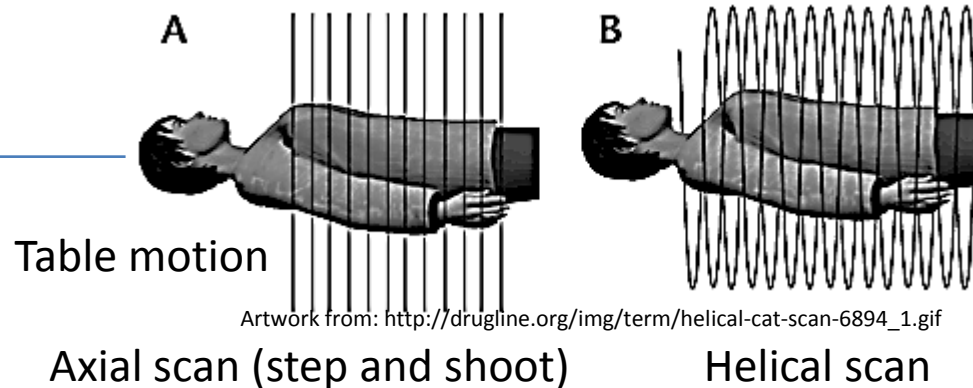 A
B
Table motion
Artwork from: http://drugline.org/img/term/helical-cat-scan-6894_1.gif
Axial scan (step and shoot)
Helical scan